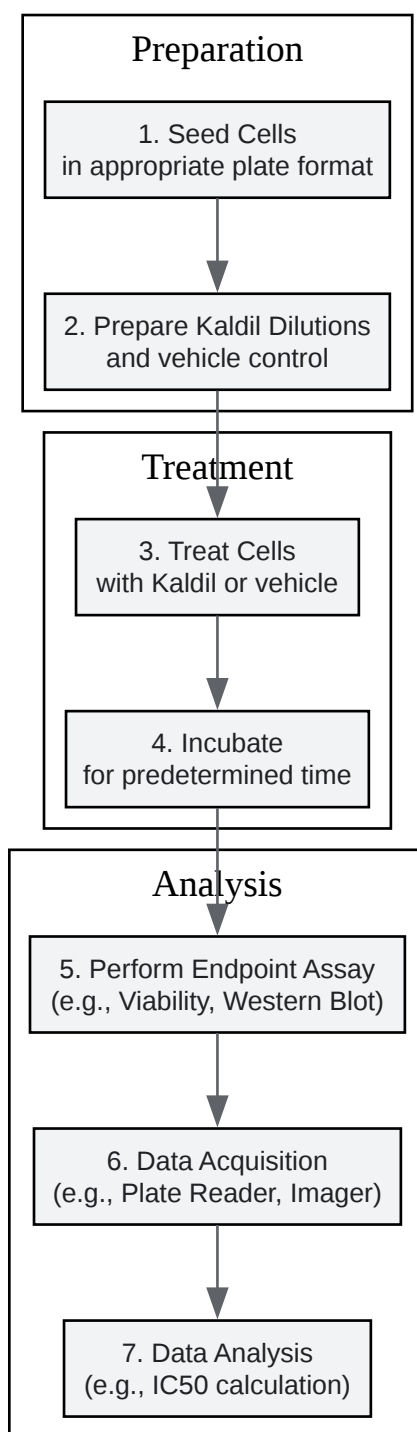 Preparation
1. Seed Cells
in appropriate plate format
2. Prepare Kaldil Dilutions
and vehicle control
Treatment
3. Treat Cells
with Kaldil or vehicle
4. Incubate
for predetermined time
Analysis
5. Perform Endpoint Assay
(e.g., Viability, Western Blot)
6. Data Acquisition
(e.g., Plate Reader, Imager)
7. Data Analysis
(e.g., IC50 calculation)